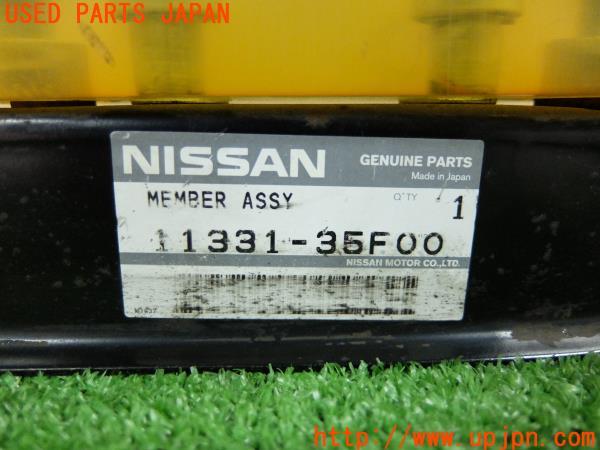 USED PARTS JAPAN
NISSAN
GENUINE PARTS
Made in Japan
MEMBER ASSY
Q'TY 1
11331-35F00
NISSAN MOTOR CO.,LTD.
http://www.upjpn.com/